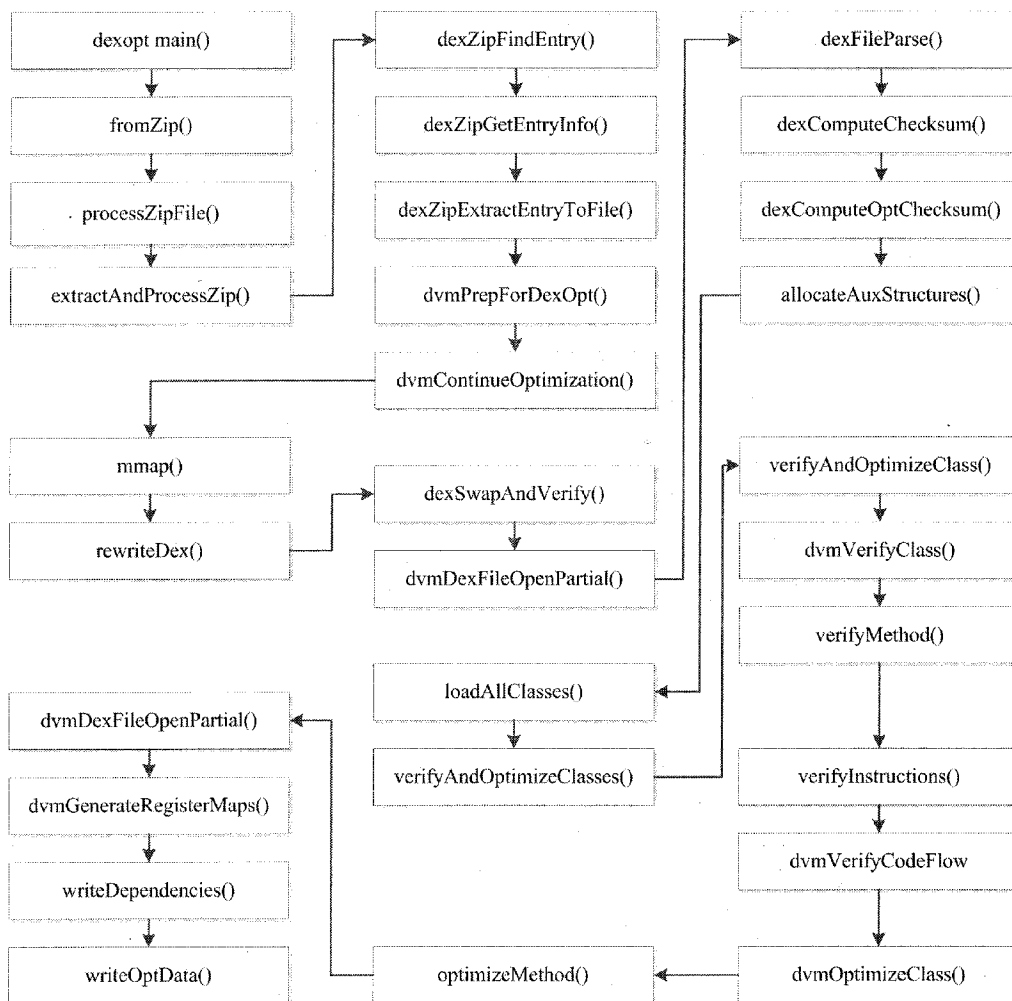 dexopt main()
fromZip()
processZipFile()
extractAndProcessZip()
dexZipFindEntry()
dexZipGetEntryInfo()
dexZipExtractEntryToFile()
dvmPrepForDexOpt()
dvmContinueOptimization()
mmap()
rewriteDex()
dexSwapAndVerify()
dvmDexFileOpenPartial()
dexFileParse()
dexComputeChecksum()
dexComputeOptChecksum()
allocateAuxStructures()
loadAllClasses()
verifyAndOptimizeClasses()
verifyAndOptimizeClass()
dvmVerifyClass()
verifyMethod()
verifyInstructions()
dvmVerifyCodeFlow
dvmOptimizeClass()
optimizeMethod()
dvmDexFileOpenPartial()
dvmGenerateRegisterMaps()
writeDependencies()
writeOptData()